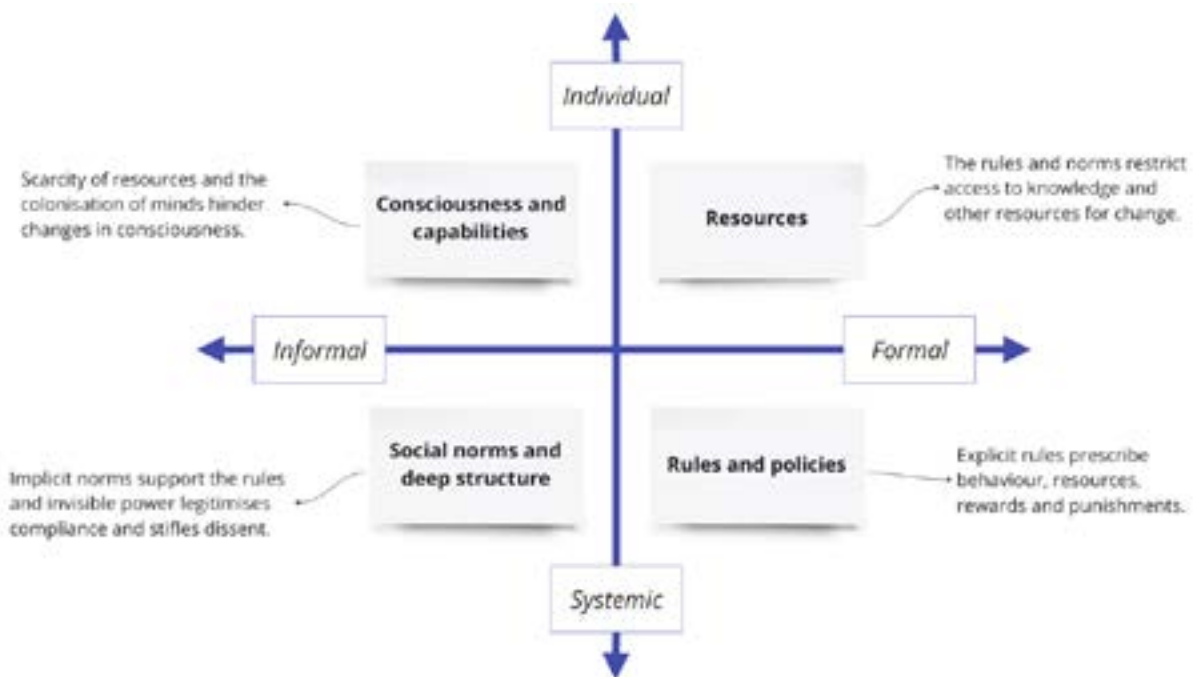 Individual
Scarcity of resources and the
colonisation of minds hinder
changes in consciousness.
Consciousness and
capabilities
Resources
The rules and norms restrict
access to knowledge and
other resources for change.
Informal
Formal
Implicit norms support the rules
and invisible power legitimises
compliance and stifles dissent.
Social norms and
deep structure
Rules and policies
Explicit rules prescribe
behaviour, resources,
rewards and punishments.
Systemic